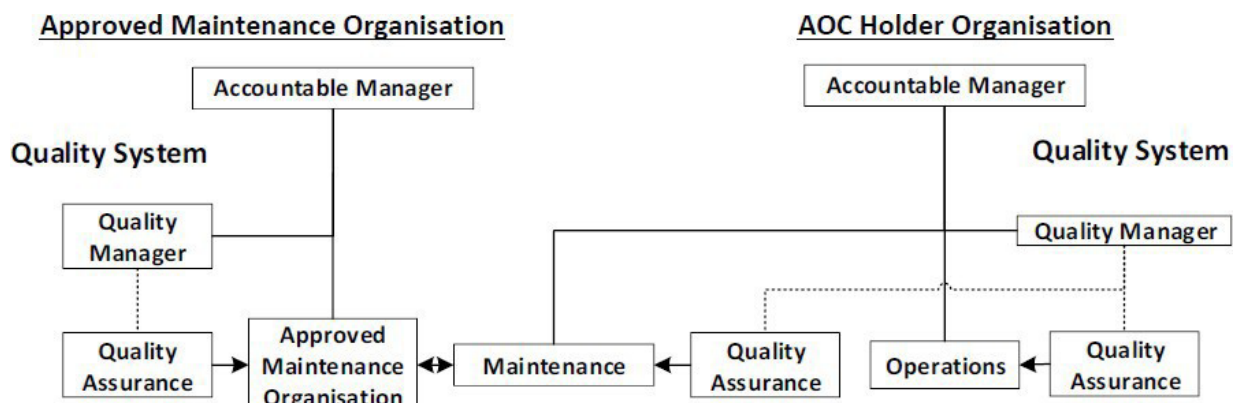 Approved Maintenance Organisation
AOC Holder Organisation
Accountable Manager
Accountable Manager
Quality System
Quality System
Quality
Manager
Quality Manager
Quality
Assurance
Approved
Maintenance
Organisation
Maintenance
Quality
Assurance
Operations
Quality
Assurance